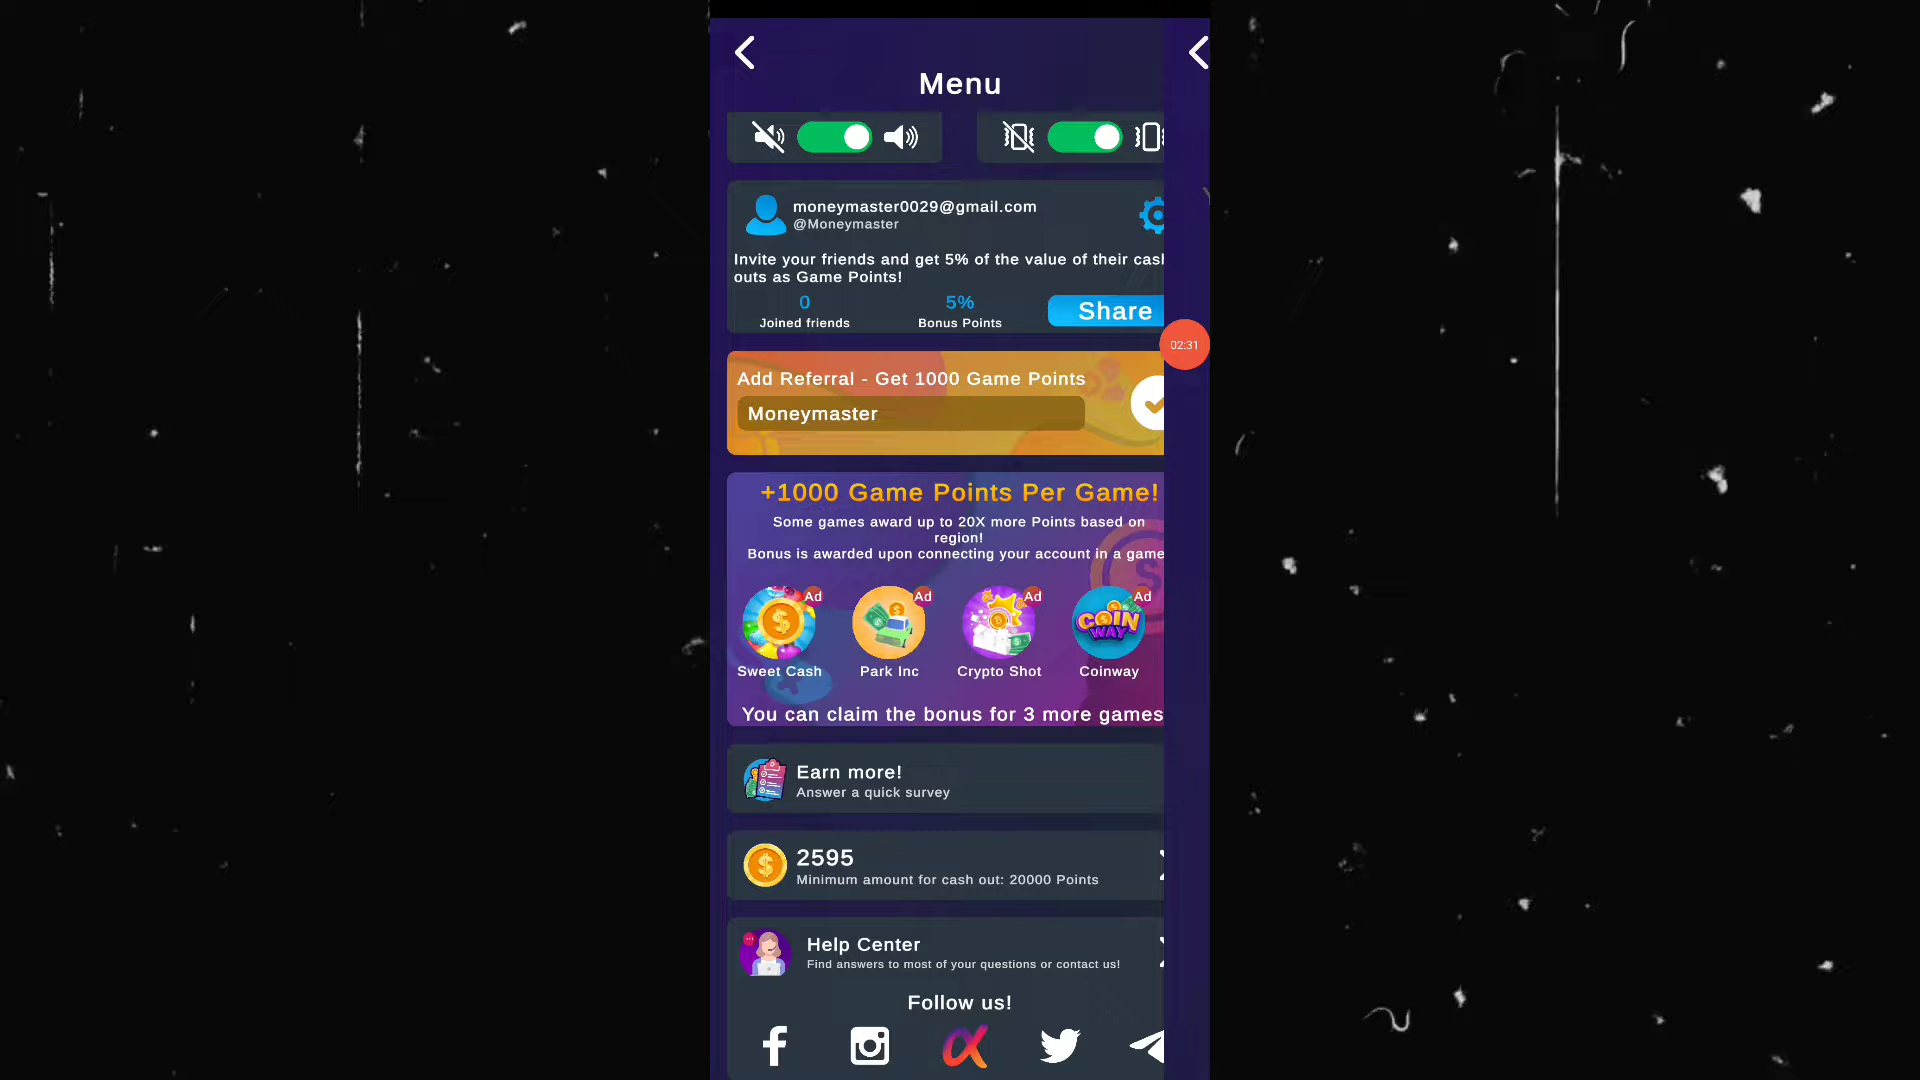 Menu
moneymaster0029@gmail.com
@Moneymaster
Invite your friends and get 5% of the value of their cash
outs as Game Points!
0
5%
Joined friends
Bonus Points
Share
02:31
Add Referral - Get 1000 Game Points
Moneymaster
+1000 Game Points Per Game!
Some games award up to 20X more Points based on
region!
Bonus is awarded upon connecting your account in a game
Ad
Ad
Ad
Ad
COIN
WAY
Sweet Cash
Park Inc
Crypto Shot
Coinway
You can claim the bonus for 3 more games
Earn more!
Answer a quick survey
2595
Minimum amount for cash out: 20000 Points
Help Center
Find answers to most of your questions or contact us!
Follow us!